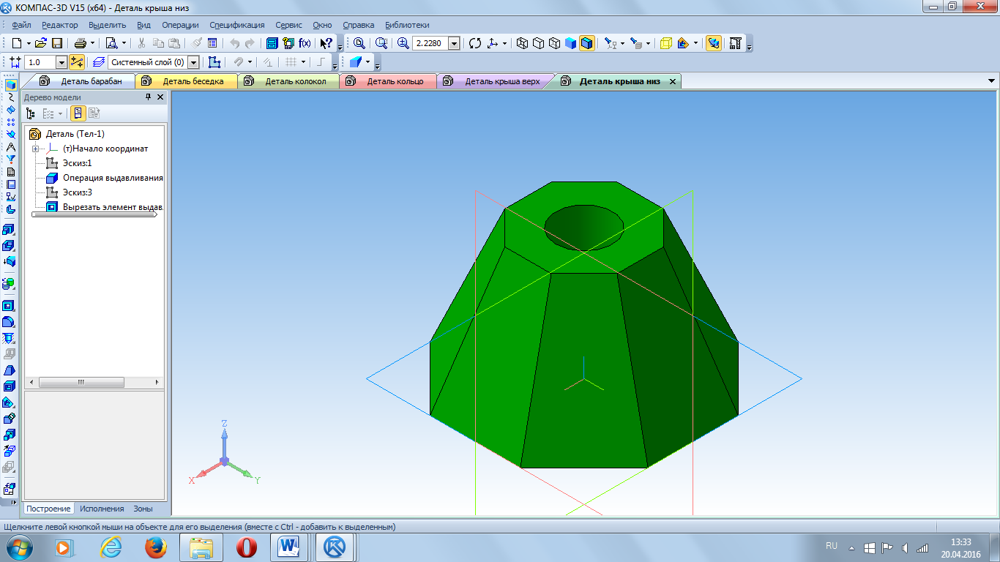 КОМПАС-3D V15 (x64) - Деталь крыша низ
Файл Редактор Выделить Вид Операции Спецификация Сервис Окно Справка Библиотеки
f(x) 2.2280
1.0 Системный слой (0)
Деталь барабан Деталь беседка Деталь колокол Деталь кольцо Деталь крыша верх Деталь крыша низ
Дерево модели
Деталь (Тел-1)
(т)Начало координат
Эскиз:1
Операция выдавливания
Эскиз:3
Вырезать элемент выдав.
Z
X
Y
Построение Исполнения Зоны
Щелкните левой кнопкой мыши на объекте для его выделения (вместе с Ctrl - добавить к выделенным)
RU
13:33
20.04.2016